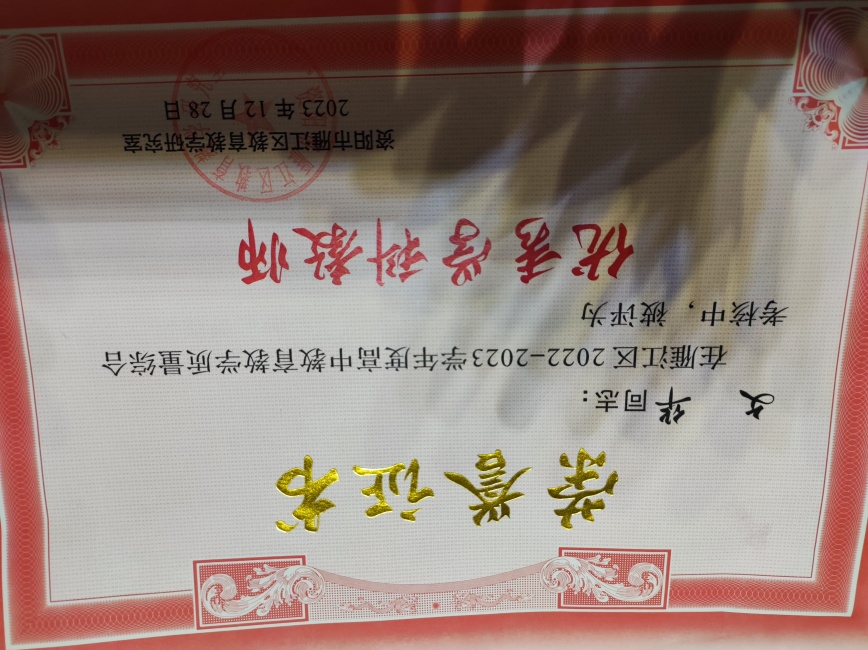 荣誉证书
文华同志：
在雁江区2022-2023学年度高中教育教学质量综合
考核中，被评为
优秀学科教师
资阳市雁江区教育教学研究室
2023年12月28日